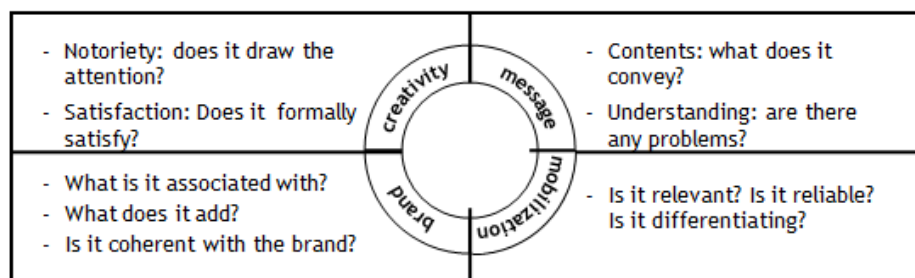 - Notoriety: does it draw the
attention?
- Satisfaction: Does it formally
satisfy?
creativity
message
- Contents: what does it
convey?
- Understanding: are there
any problems?
- What is it associated with?
- What does it add?
- Is it coherent with the brand?
brand
mobilization
- Is it relevant? Is it reliable?
Is it differentiating?